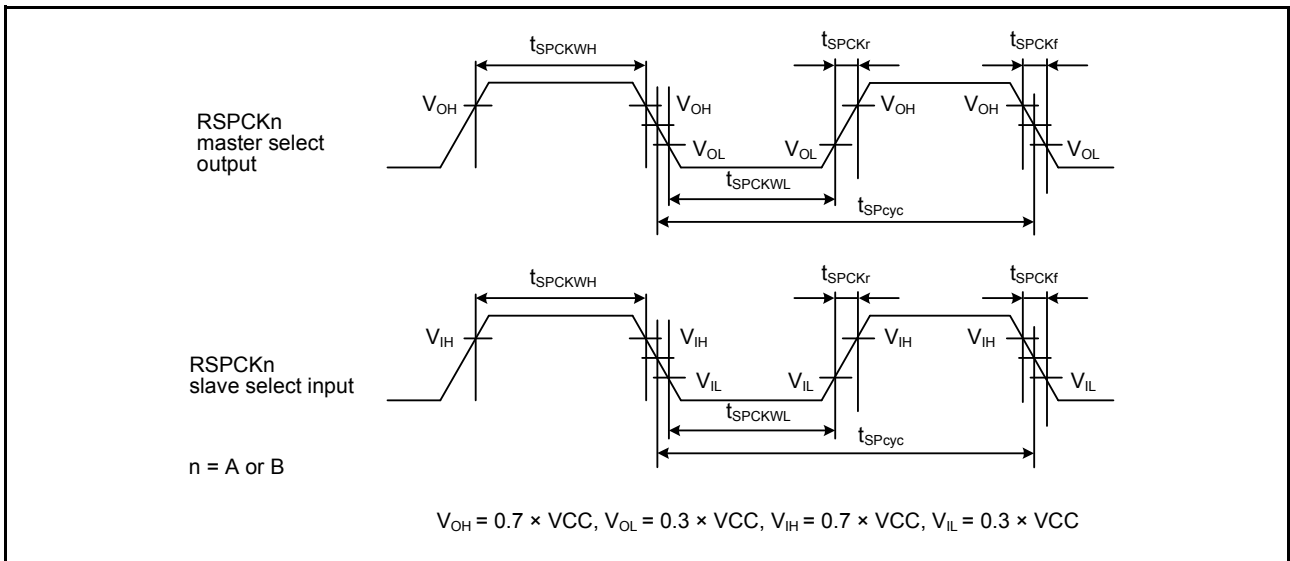 tSPCKWH tSPCKr tSPCKf
VOH VOH VOH VOH
RSPCKn
master select
output
VOL VOL VOL
tSPCKWL
tSPcyc
tSPCKWH tSPCKr tSPCKf
VIH VIH VIH VIH
RSPCKn
slave select input
VIL VIL VIL
tSPCKWL
tSPcyc
n = A or B
VOH = 0.7 × VCC, VOL = 0.3 × VCC, VIH = 0.7 × VCC, VIL = 0.3 × VCC